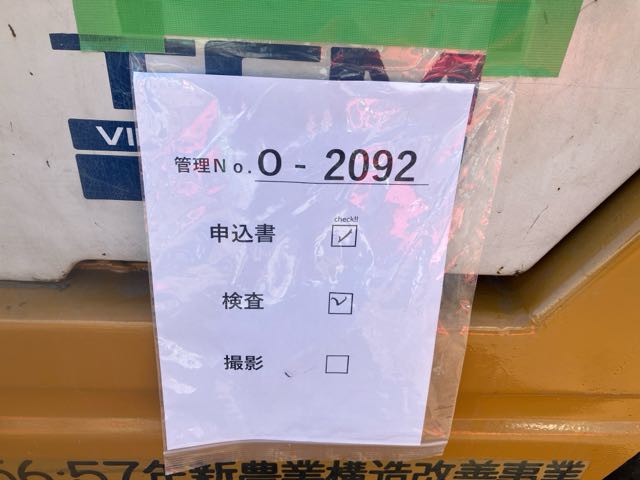 TCM
管理No. O - 2092
check!!
申込書
検査
撮影
56・57年新農業構造改善事業